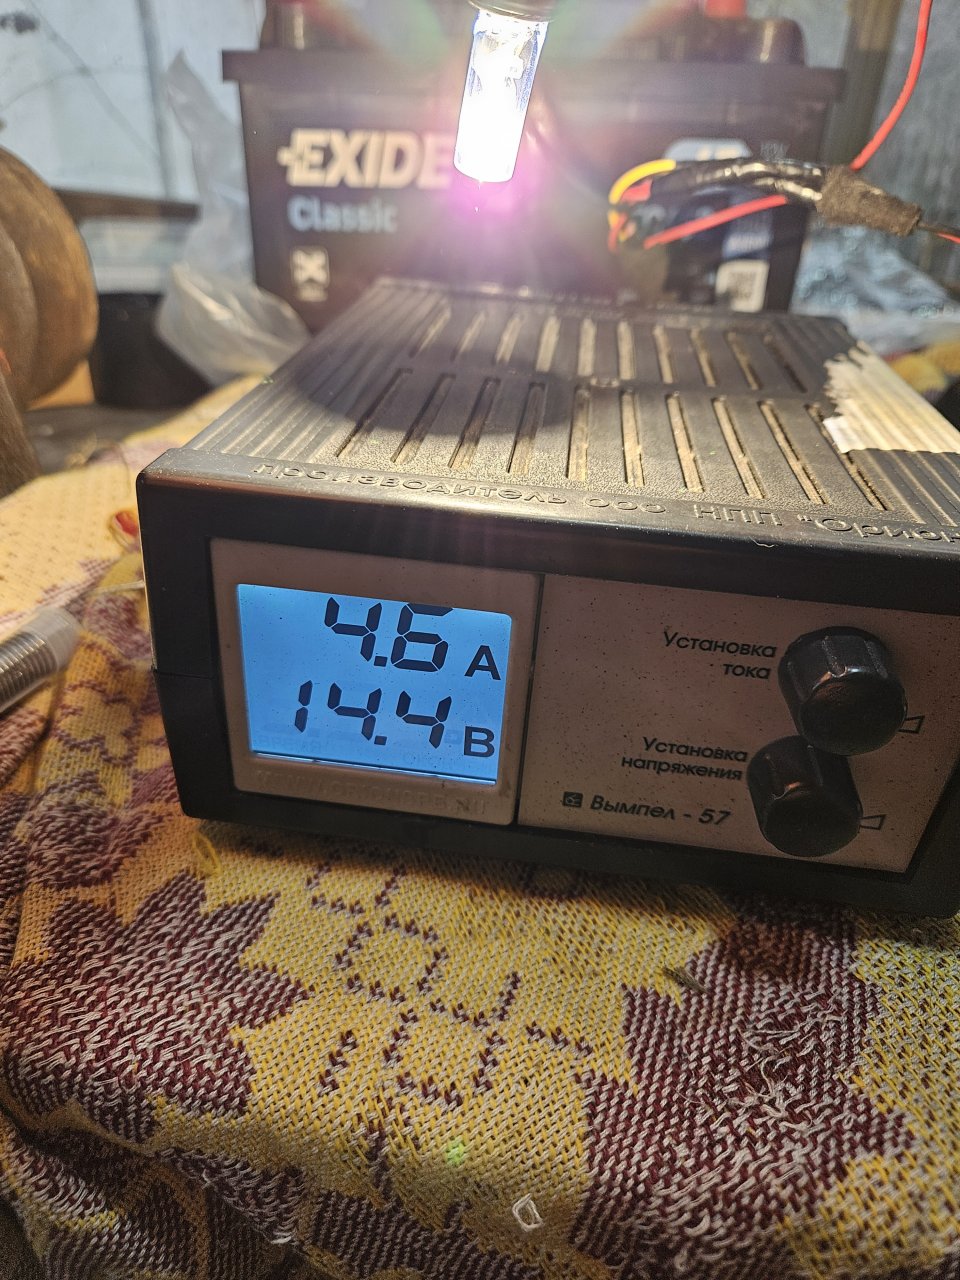 EXIDE
Classic
производитель ООО НПП "Орион
4.6 A
14.4 В
Установка
тока
Установка
напряжения
Вымпел - 57